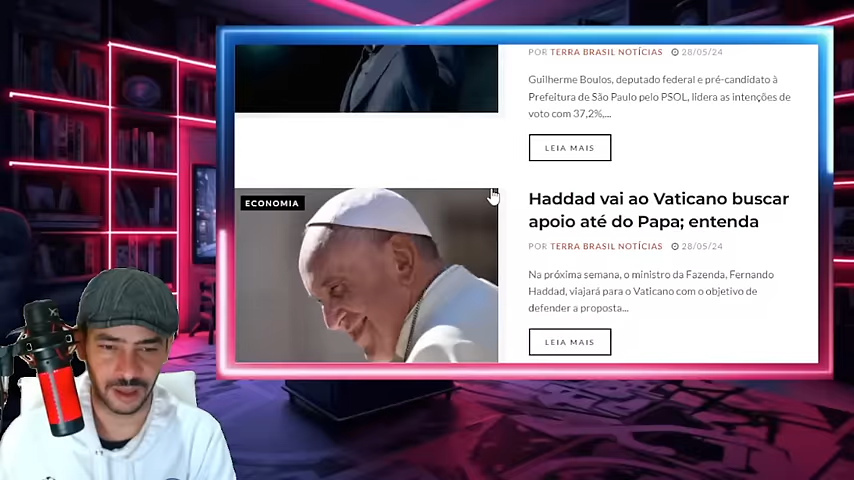 POR TERRA BRASIL NOTÍCIAS 28/05/24
Guilherme Boulos, deputado federal e pré-candidato à
Prefeitura de São Paulo pelo PSOL, lidera as intenções de
voto com 37,2%,...
LEIA MAIS
ECONOMIA
Haddad vai ao Vaticano buscar
apoio até do Papa; entenda
POR TERRA BRASIL NOTÍCIAS 28/05/24
Na próxima semana, o ministro da Fazenda, Fernando
Haddad, viajará para o Vaticano com o objetivo de
defender a proposta...
LEIA MAIS